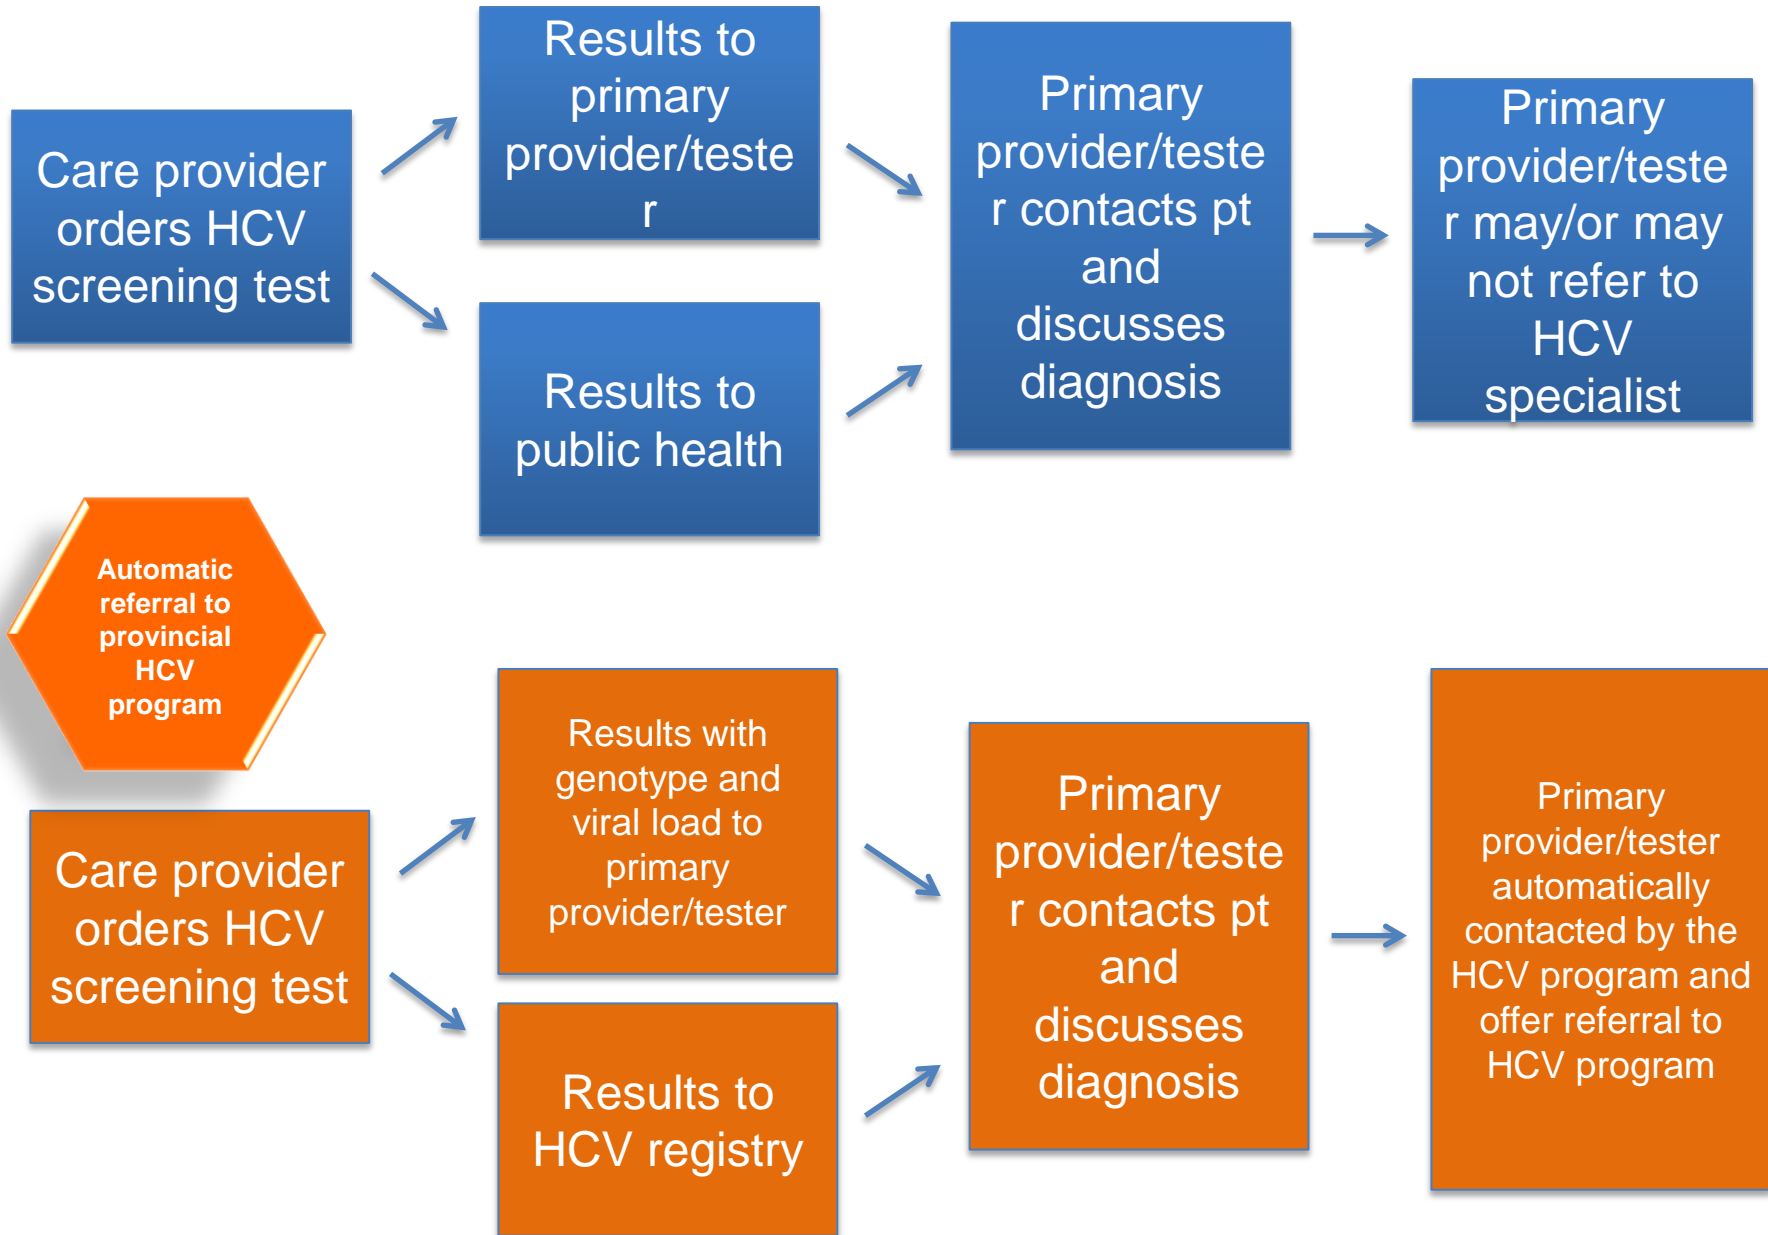 Care provider
orders HCV
screening test
Results to
primary
provider/teste
r
Results to
public health
Primary
provider/teste
r contacts pt
and
discusses
diagnosis
Primary
provider/teste
r may/or may
not refer to
HCV
specialist
Automatic
referral to
provincial
HCV
program
Care provider
orders HCV
screening test
Results with
genotype and
viral load to
primary
provider/tester
Results to
HCV registry
Primary
provider/teste
r contacts pt
and
discusses
diagnosis
Primary
provider/tester
automatically
contacted by the
HCV program and
offer referral to
HCV program